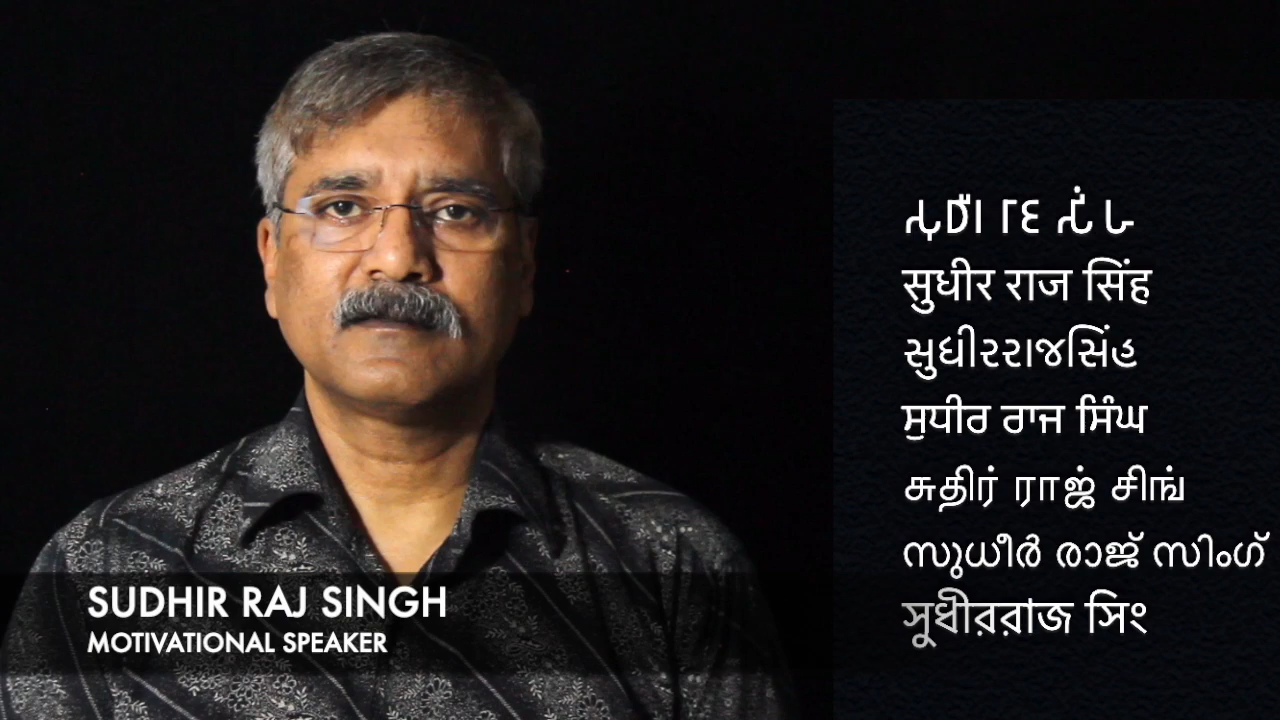 𑀲𑀼𑀥𑀻𑀭 𑀭𑀸𑀚 𑀲𑀺𑀁𑀳
सुधीर राज सिंह
સુધીરરાજસિંહ
ਸੁਧੀਰ ਰਾਜ ਸਿੰਘ
சுதிர் ராஜ் சிங்
സുധീർ രാജ് സിംഗ്
সুধীররাজ সিং
SUDHIR RAJ SINGH
MOTIVATIONAL SPEAKER